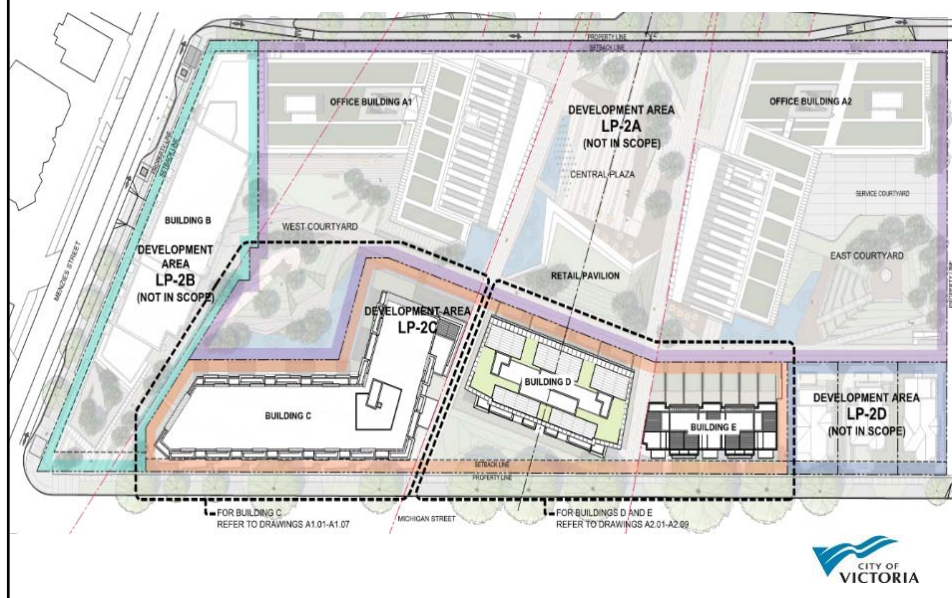 PROPERTY LINE
SETBACK LINE
OFFICE BUILDING A1
DEVELOPMENT AREA
LP-2A
(NOT IN SCOPE)
OFFICE BUILDING A2
CENTRAL PLAZA
PROPERTY LINE
SETBACK LINE
SERVICE COURTYARD
BUILDING B
WEST COURTYARD
DEVELOPMENT
AREA
LP-2B
(NOT IN SCOPE)
MENZIES STREET
EAST COURTYARD
RETAIL PAVILION
DEVELOPMENT AREA
LP-2C
BUILDING D
BUILDING C
BUILDING E
DEVELOPMENT AREA
LP-2D
(NOT IN SCOPE)
SETBACK LINE
PROPERTY LINE
FOR BUILDING C
REFER TO DRAWINGS A1.01-A1.07
MICHIGAN STREET
FOR BUILDINGS D AND E
REFER TO DRAWINGS A2.01-A2.09
CITY OF
VICTORIA